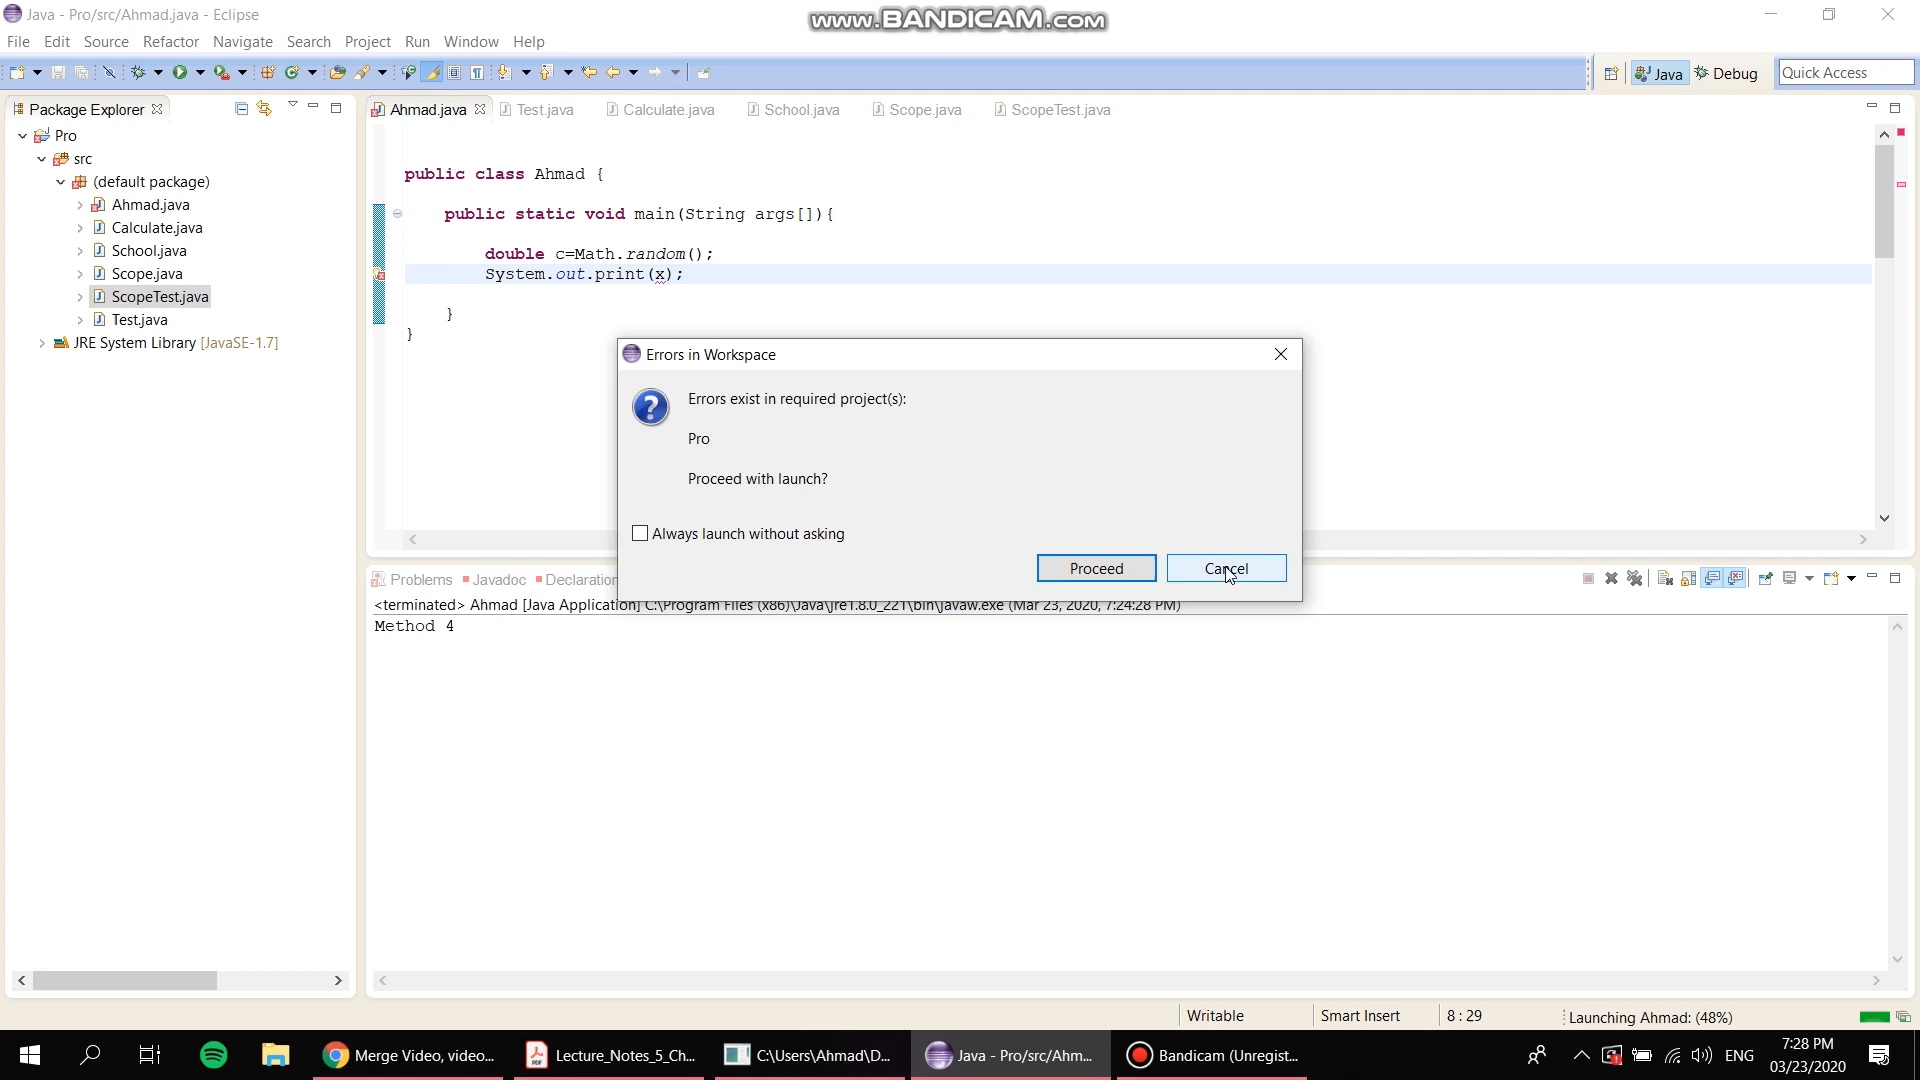 Java - Pro/src/Ahmad.java - Eclipse
www.BANDICAM.com
File Edit Source Refactor Navigate Search Project Run Window Help
Java Debug Quick Access
Package Explorer
Ahmad.java Test.java Calculate.java School.java Scope.java ScopeTest.java
Pro
src
(default package)
Ahmad.java
Calculate.java
School.java
Scope.java
ScopeTest.java
Test.java
JRE System Library [JavaSE-1.7]
public class Ahmad {
public static void main(String args[]){
double c=Math.random();
System.out.print(x);
}
}
Errors in Workspace
Errors exist in required project(s):
Pro
Proceed with launch?
Always launch without asking
Proceed Cancel
Problems Javadoc Declaration
<terminated> Ahmad [Java Application] C:\Program Files (x86)\Java\jre1.8.0_221\bin\javaw.exe (Mar 23, 2020, 7:24:28 PM)
Method 4
Writable Smart Insert 8 : 29 Launching Ahmad: (48%)
Merge Video, video... Lecture_Notes_5_Ch... C:\Users\Ahmad\D... Java - Pro/src/Ahm... Bandicam (Unregist... ENG 7:28 PM
03/23/2020